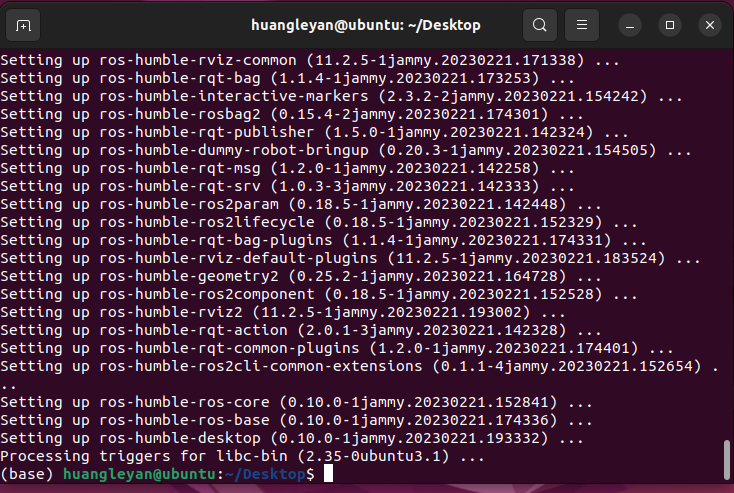 huangleyan@ubuntu: ~/Desktop
Setting up ros-humble-rviz-common (11.2.5-1jammy.20230221.171338) ...
Setting up ros-humble-rqt-bag (1.1.4-1jammy.20230221.173253) ...
Setting up ros-humble-interactive-markers (2.3.2-2jammy.20230221.154242) ...
Setting up ros-humble-rosbag2 (0.15.4-2jammy.20230221.174301) ...
Setting up ros-humble-rqt-publisher (1.5.0-1jammy.20230221.142324) ...
Setting up ros-humble-dummy-robot-bringup (0.20.3-1jammy.20230221.154505) ...
Setting up ros-humble-rqt-msg (1.2.0-1jammy.20230221.142258) ...
Setting up ros-humble-rqt-srv (1.0.3-3jammy.20230221.142333) ...
Setting up ros-humble-ros2param (0.18.5-1jammy.20230221.142448) ...
Setting up ros-humble-ros2lifecycle (0.18.5-1jammy.20230221.152329) ...
Setting up ros-humble-rqt-bag-plugins (1.1.4-1jammy.20230221.174331) ...
Setting up ros-humble-rviz-default-plugins (11.2.5-1jammy.20230221.183524) ...
Setting up ros-humble-geometry2 (0.25.2-1jammy.20230221.164728) ...
Setting up ros-humble-ros2component (0.18.5-1jammy.20230221.152528) ...
Setting up ros-humble-rviz2 (11.2.5-1jammy.20230221.193002) ...
Setting up ros-humble-rqt-action (2.0.1-3jammy.20230221.142328) ...
Setting up ros-humble-rqt-common-plugins (1.2.0-1jammy.20230221.174401) ...
Setting up ros-humble-ros2cli-common-extensions (0.1.1-4jammy.20230221.152654) .
..
Setting up ros-humble-ros-core (0.10.0-1jammy.20230221.152841) ...
Setting up ros-humble-ros-base (0.10.0-1jammy.20230221.174336) ...
Setting up ros-humble-desktop (0.10.0-1jammy.20230221.193332) ...
Processing triggers for libc-bin (2.35-0ubuntu3.1) ...
(base) huangleyan@ubuntu:~/Desktop$